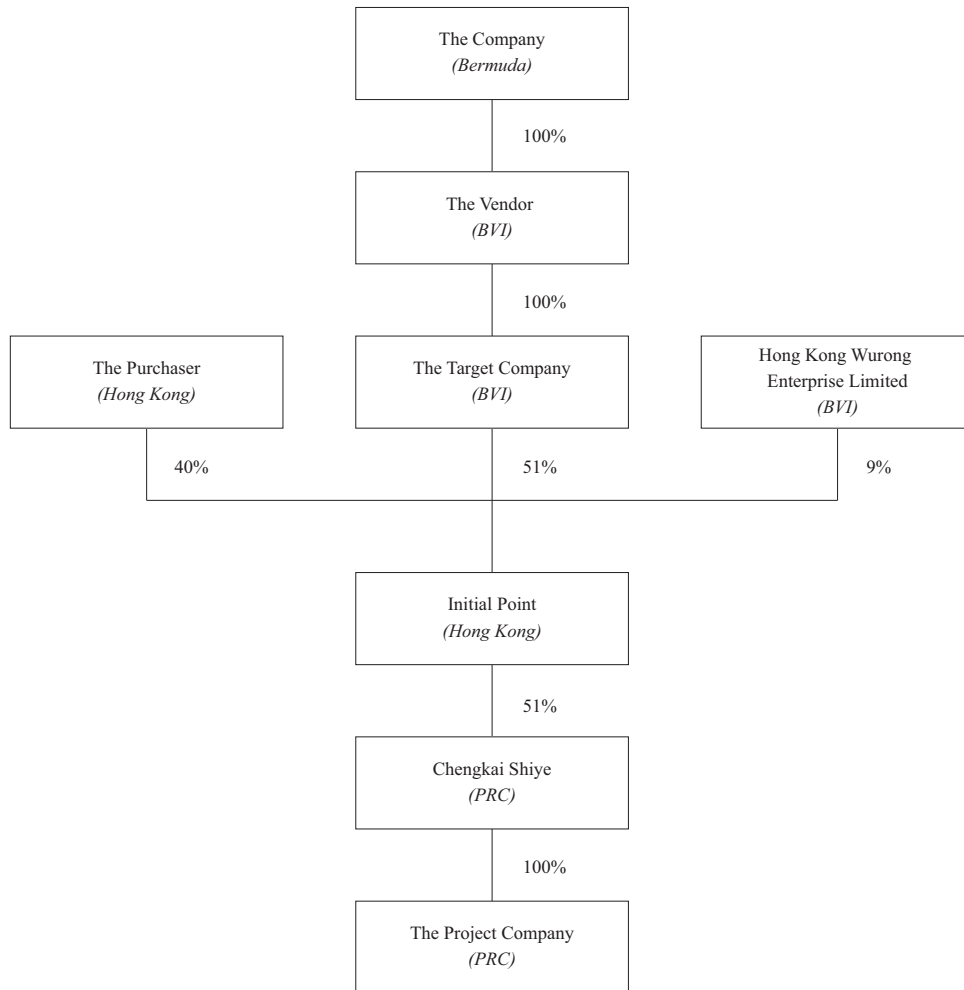 The Company
(Bermuda)
100%
The Vendor
(BVI)
100%
The Purchaser
(Hong Kong)
The Target Company
(BVI)
Hong Kong Wurong
Enterprise Limited
(BVI)
40%
51%
9%
Initial Point
(Hong Kong)
51%
Chengkai Shiye
(PRC)
100%
The Project Company
(PRC)